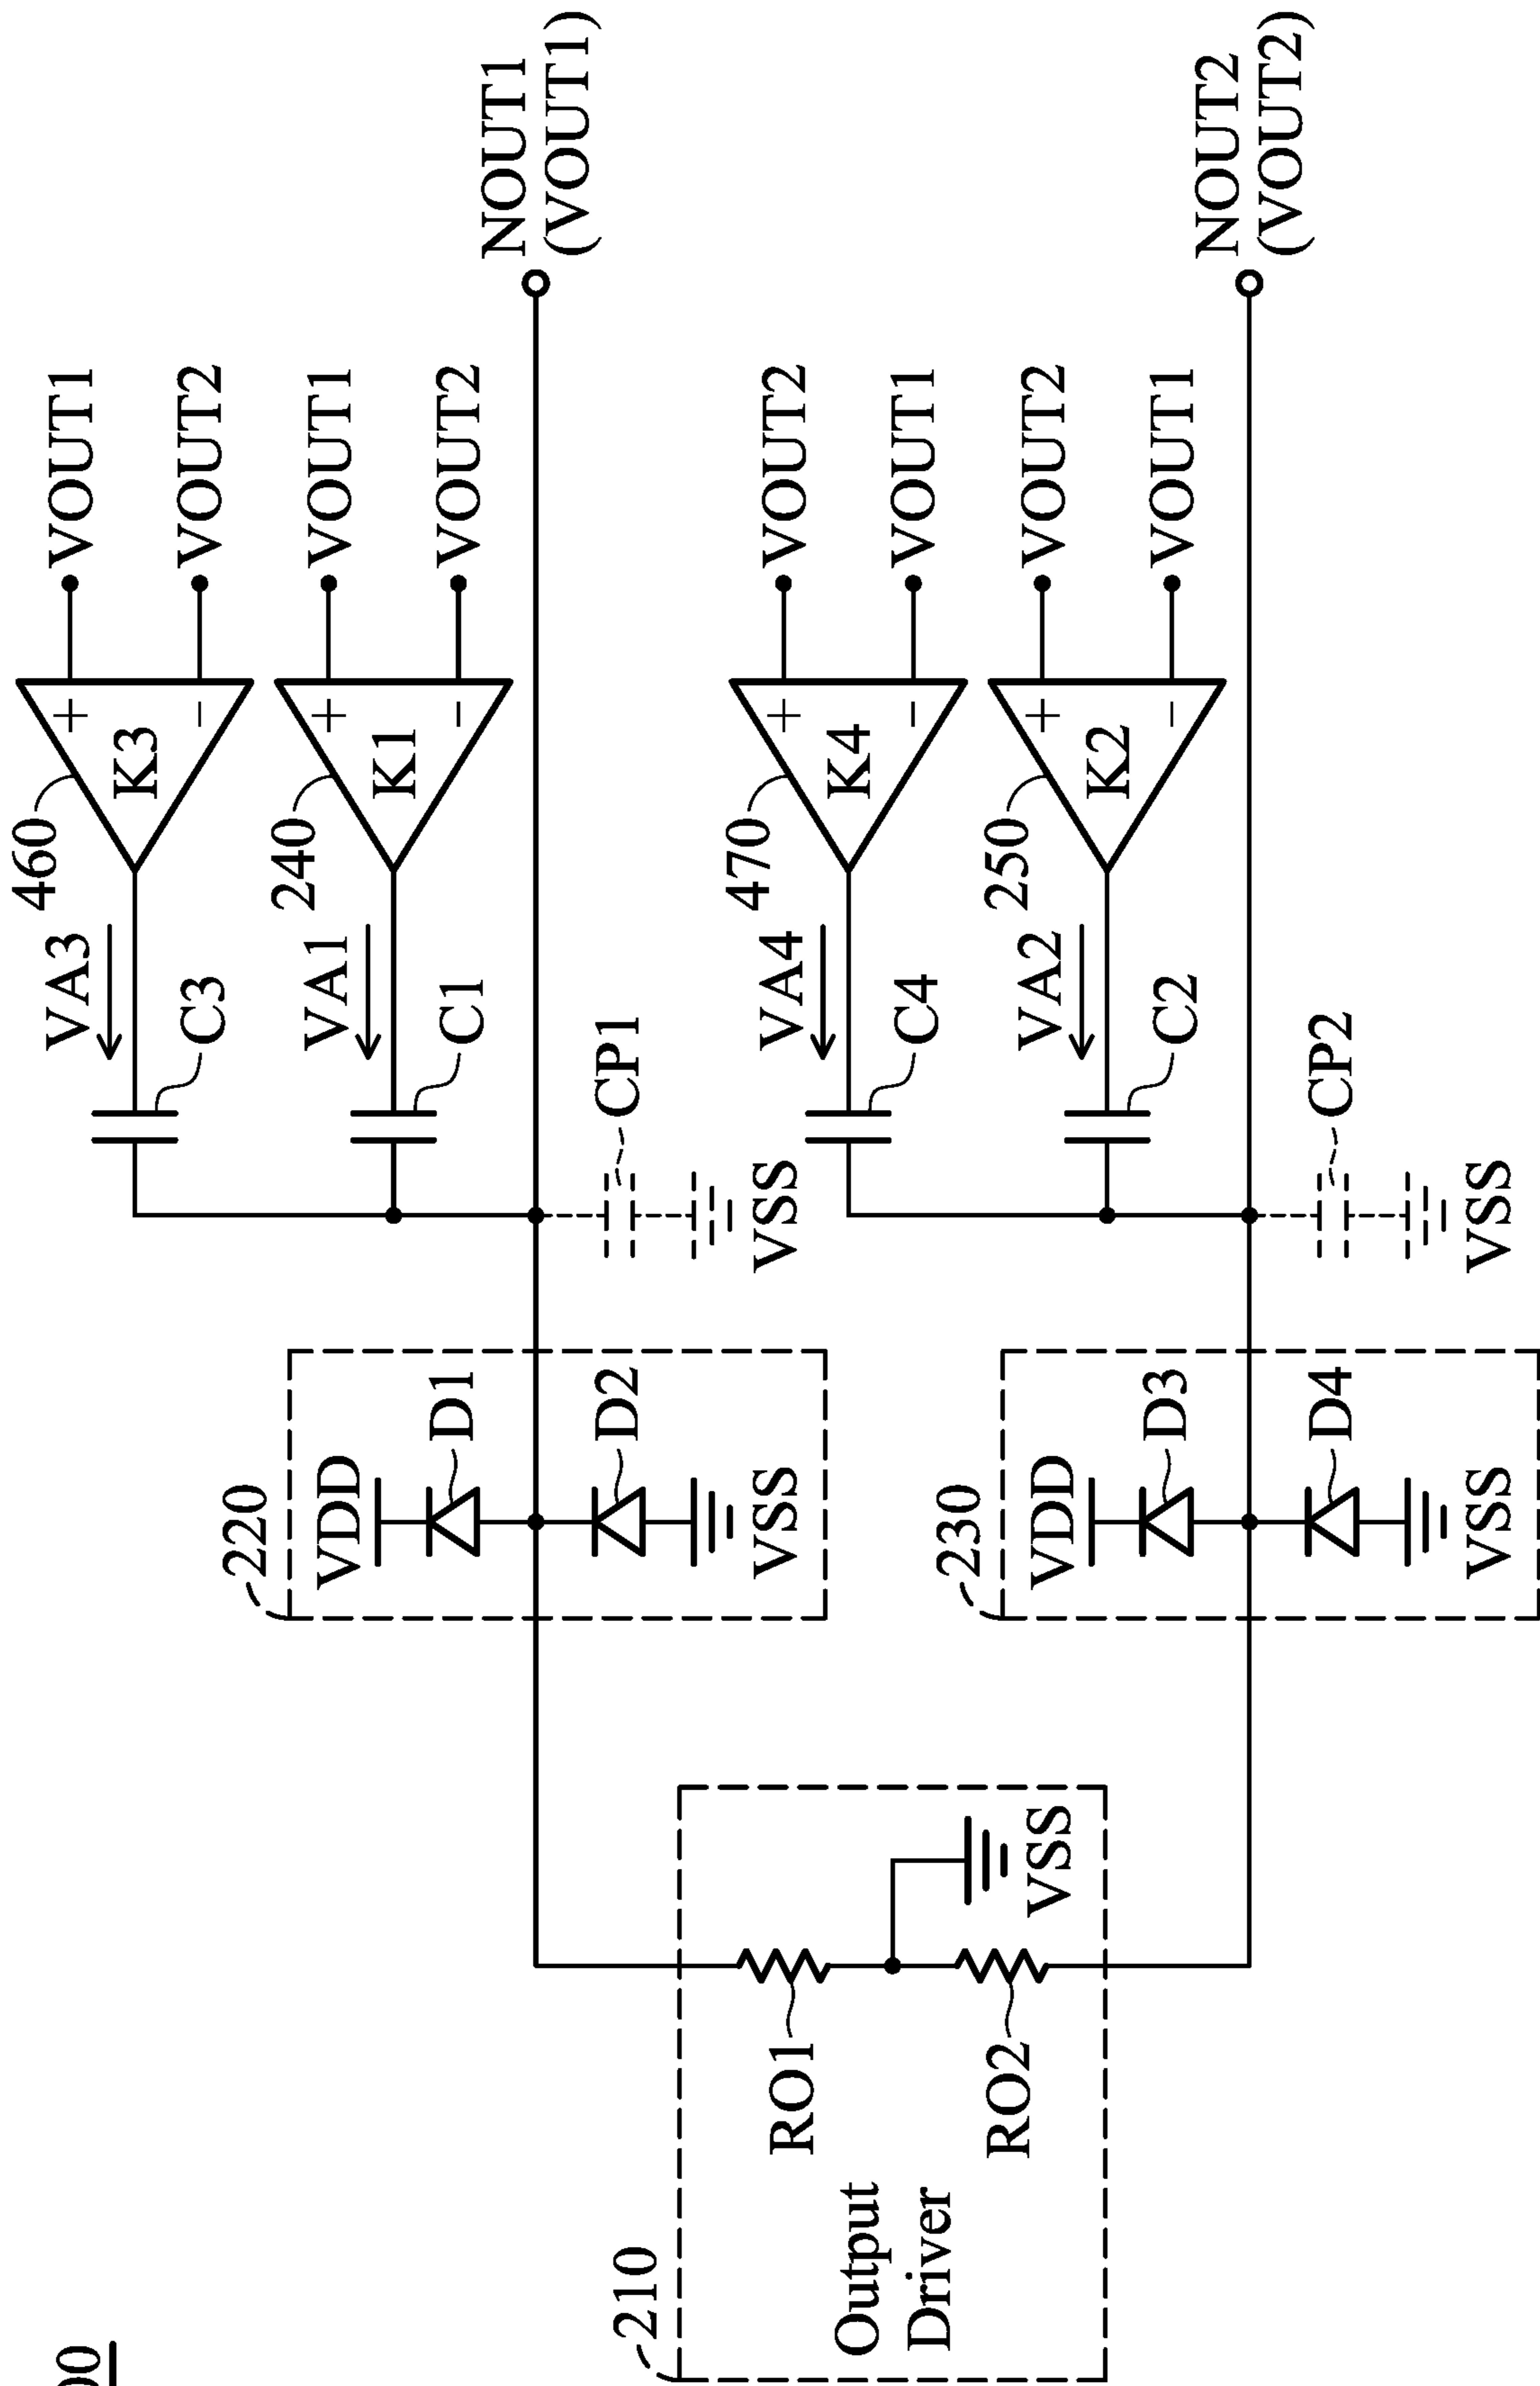 460
VA3
C3
K3
+
−
VOUT1
VOUT2
240
VA1
C1
K1
+
−
VOUT1
VOUT2
NOUT1
(VOUT1)
CP1
VSS
220
VDD
D1
D2
VSS
210
Output
Driver
RO1
RO2
VSS
470
VA4
C4
K4
+
−
VOUT2
VOUT1
250
VA2
C2
K2
+
−
VOUT2
VOUT1
NOUT2
(VOUT2)
CP2
VSS
230
VDD
D3
D4
VSS